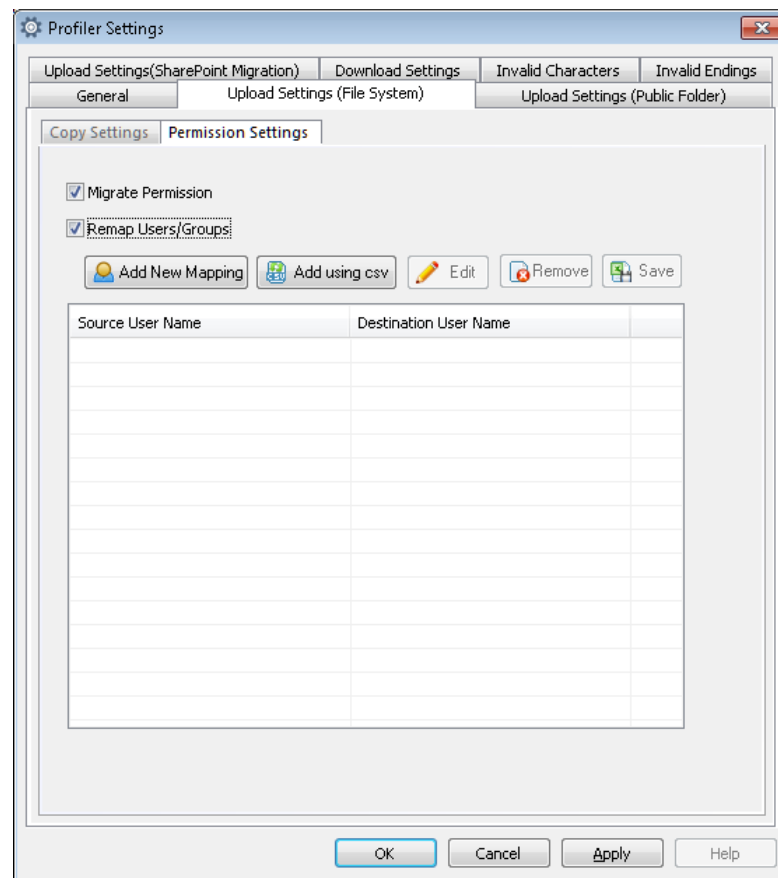 Profiler Settings
Upload Settings(SharePoint Migration) Download Settings Invalid Characters Invalid Endings
General Upload Settings (File System) Upload Settings (Public Folder)
Copy Settings Permission Settings
Migrate Permission
Remap Users/Groups
Add New Mapping Add using csv Edit Remove Save
Source User Name Destination User Name
OK Cancel Apply Help